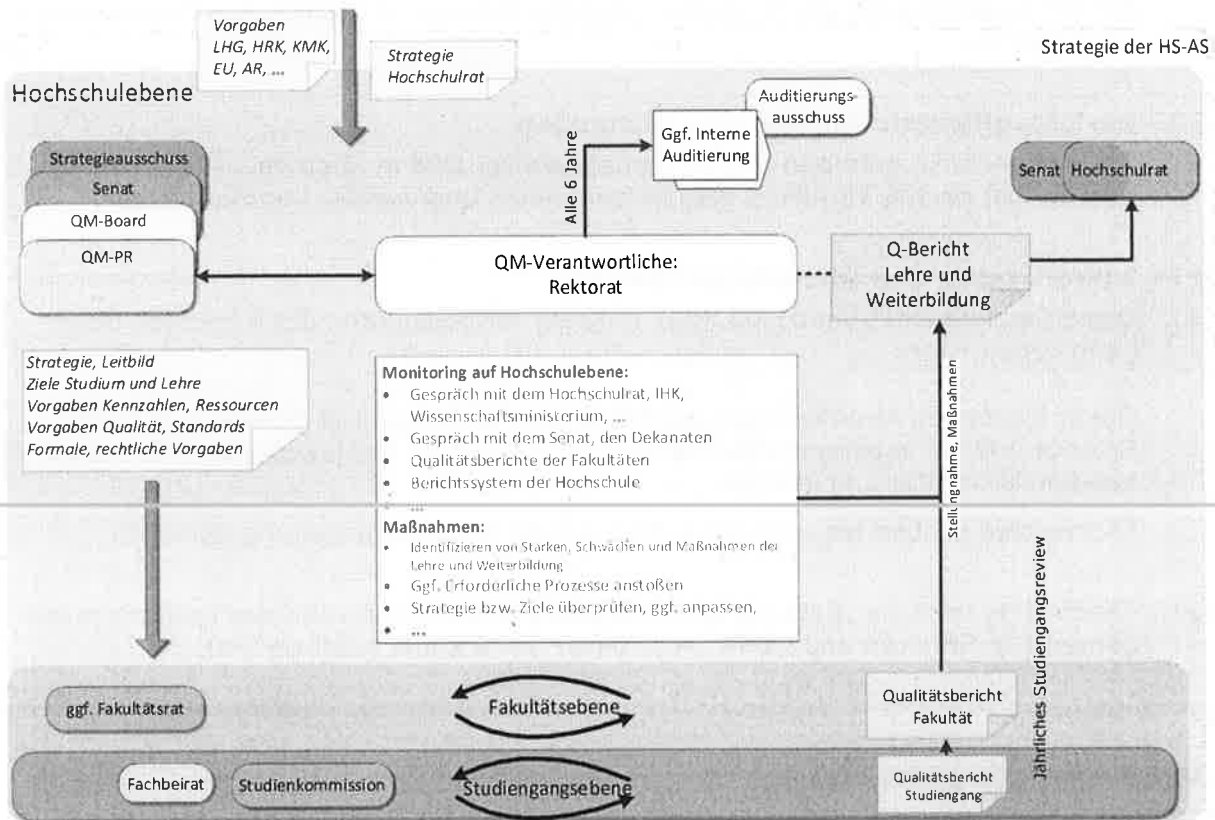 Vorgaben
LHG, HRK, KMK,
EU, AR, ...
Strategie
Hochschulrat
Strategie der HS-AS
Hochschulebene
Strategieausschuss
Senat
QM-Board
QM-PR
Alle 6 Jahre
Ggf. Interne
Auditierung
Auditierungs-
ausschuss
Senat
Hochschulrat
QM-Verantwortliche:
Rektorat
Q-Bericht
Lehre und
Weiterbildung
Strategie, Leitbild
Ziele Studium und Lehre
Vorgaben Kennzahlen, Ressourcen
Vorgaben Qualität, Standards
Formale, rechtliche Vorgaben
Monitoring auf Hochschulebene:
• Gespräch mit dem Hochschulrat, IHK,
Wissenschaftsministerium, ...
• Gespräch mit dem Senat, den Dekanaten
• Qualitätsberichte der Fakultäten
• Berichtssystem der Hochschule
• ...
Maßnahmen:
• Identifizieren von Stärken, Schwächen und Maßnahmen der
Lehre und Weiterbildung
• Ggf. Erforderliche Prozesse anstoßen
• Strategie bzw. Ziele überprüfen, ggf. anpassen,
• ...
Stellungnahme, Maßnahmen
Jährliches Studiengangsreview
ggf. Fakultätsrat
Fakultätsebene
Qualitätsbericht
Fakultät
Fachbeirat
Studienkommission
Studiengangsebene
Qualitätsbericht
Studiengang